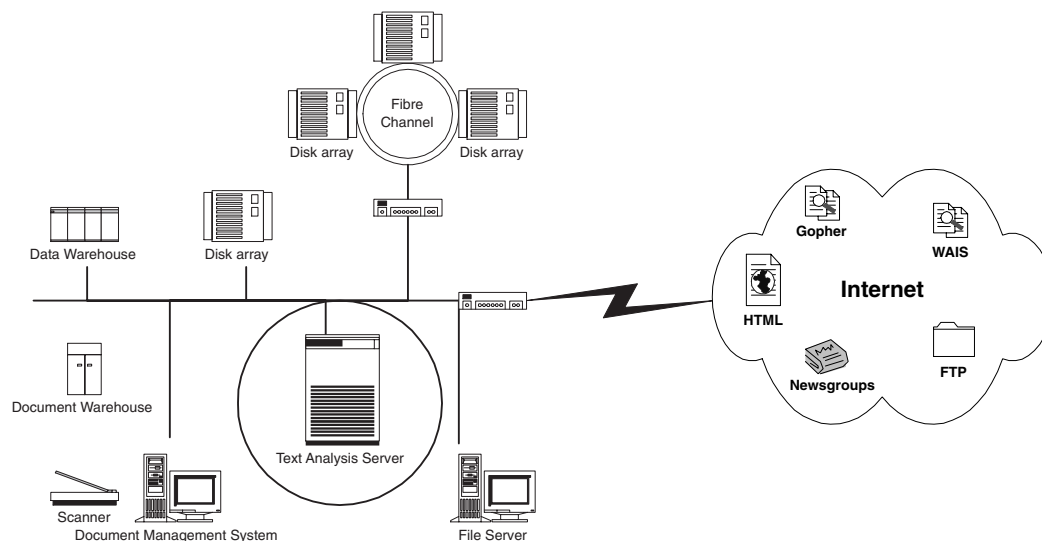 Fibre
Channel
Disk array
Disk array
Data Warehouse
Disk array
Gopher
WAIS
Internet
HTML
Newsgroups
FTP
Document Warehouse
Text Analysis Server
Scanner
Document Management System
File Server